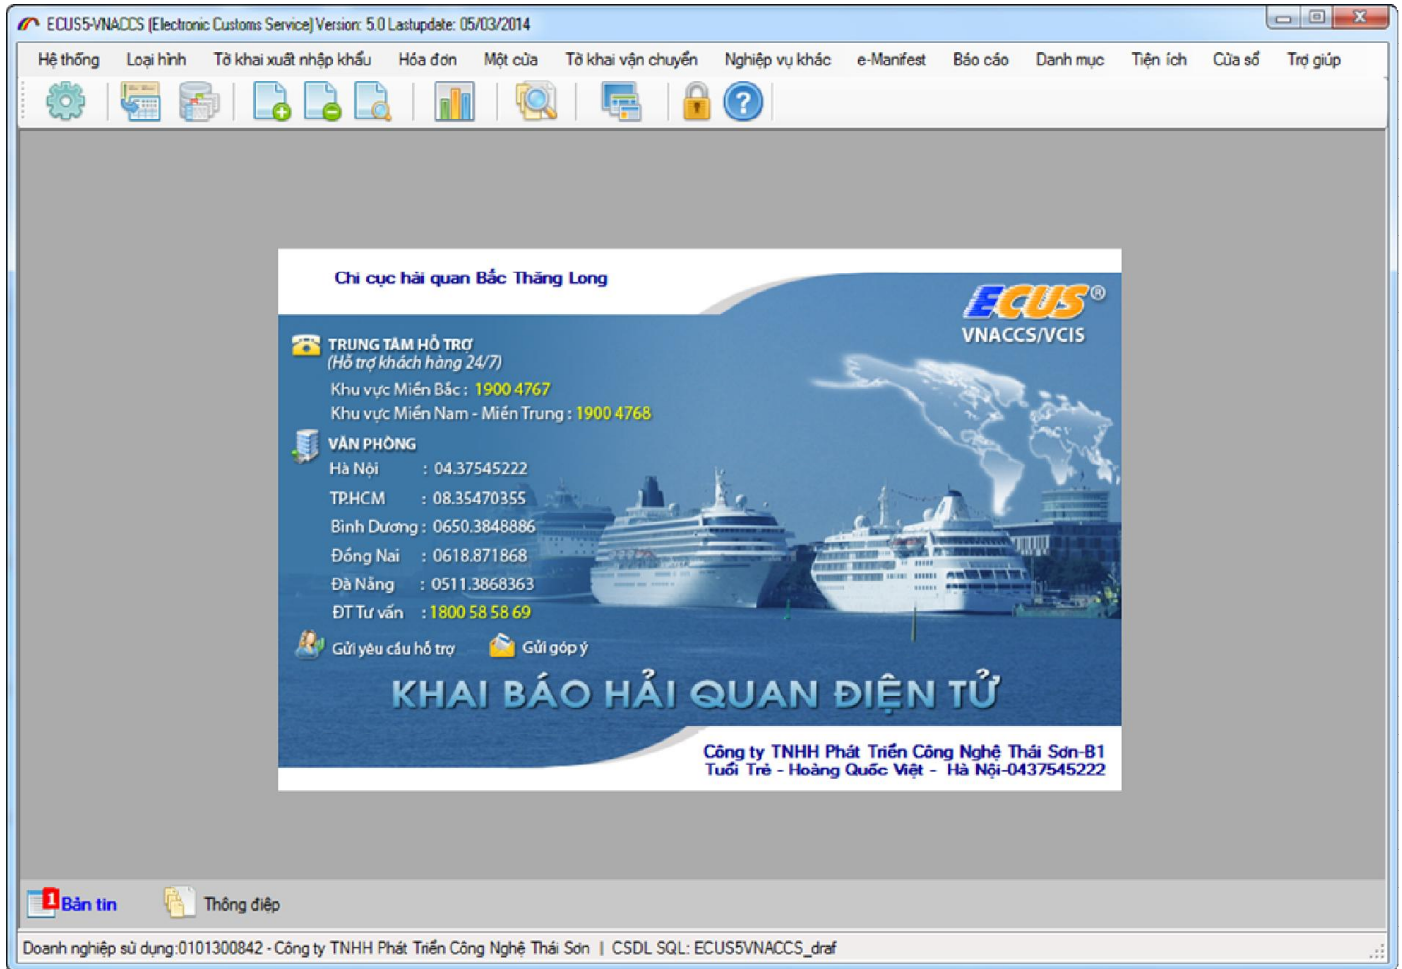 ECUS5-VNACCS (Electronic Customs Service) Version: 5.0 Lastupdate: 05/03/2014
Hệ thống Loại hình Tờ khai xuất nhập khẩu Hóa đơn Một cửa Tờ khai vận chuyển Nghiệp vụ khác e-Manifest Báo cáo Danh mục Tiện ích Cửa sổ Trợ giúp
Chi cục hải quan Bắc Thăng Long
ECUS®
VNACCS/VCIS
TRUNG TÂM HỖ TRỢ
(Hỗ trợ khách hàng 24/7)
Khu vực Miền Bắc : 1900 4767
Khu vực Miền Nam - Miền Trung : 1900 4768
VĂN PHÒNG
Hà Nội : 04.37545222
TP.HCM : 08.35470355
Bình Dương : 0650.3848886
Đồng Nai : 0618.871868
Đà Nẵng : 0511.3868363
ĐT Tư vấn : 1800 58 58 69
Gửi yêu cầu hỗ trợ Gửi góp ý
KHAI BÁO HẢI QUAN ĐIỆN TỬ
Công ty TNHH Phát Triển Công Nghệ Thái Sơn-B1
Tuổi Trẻ - Hoàng Quốc Việt - Hà Nội-0437545222
1 Bản tin Thông điệp
Doanh nghiệp sử dụng:0101300842 - Công ty TNHH Phát Triển Công Nghệ Thái Sơn | CSDL SQL: ECUS5VNACCS_draf